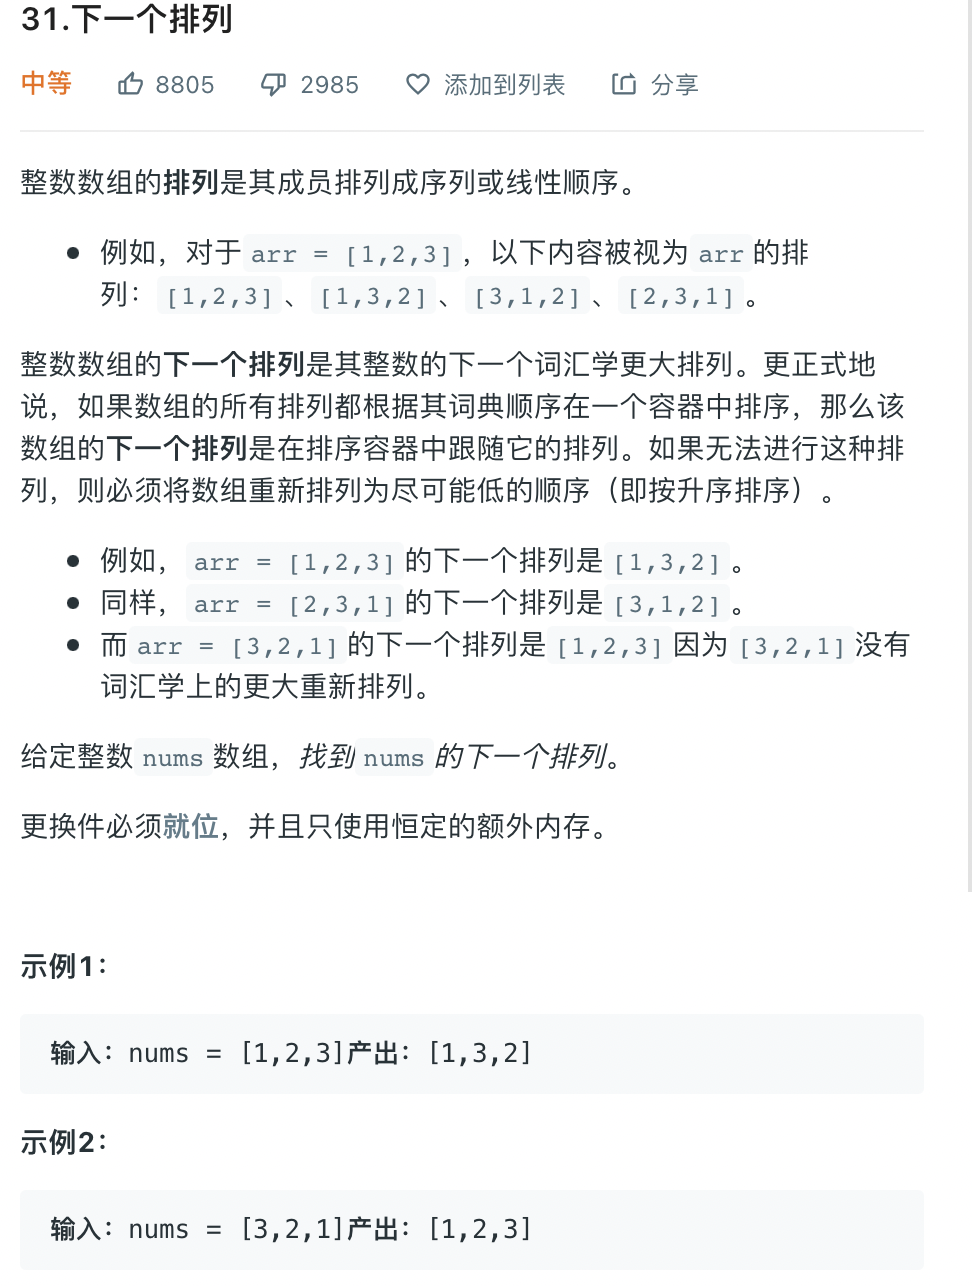 31.下一个排列
中等 8805 2985 添加到列表 分享
整数数组的排列是其成员排列成序列或线性顺序。
例如，对于 arr = [1,2,3] ，以下内容被视为 arr 的排
列： [1,2,3] 、 [1,3,2] 、 [3,1,2] 、 [2,3,1] 。
整数数组的下一个排列是其整数的下一个词汇学更大排列。更正式地
说，如果数组的所有排列都根据其词典顺序在一个容器中排序，那么该
数组的下一个排列是在排序容器中跟随它的排列。如果无法进行这种排
列，则必须将数组重新排列为尽可能低的顺序（即按升序排序）。
例如， arr = [1,2,3] 的下一个排列是 [1,3,2] 。
同样， arr = [2,3,1] 的下一个排列是 [3,1,2] 。
而 arr = [3,2,1] 的下一个排列是 [1,2,3] 因为 [3,2,1] 没有
词汇学上的更大重新排列。
给定整数 nums 数组，找到 nums 的下一个排列。
更换件必须就位，并且只使用恒定的额外内存。
示例1：
输入：nums = [1,2,3]产出：[1,3,2]
示例2：
输入：nums = [3,2,1]产出：[1,2,3]